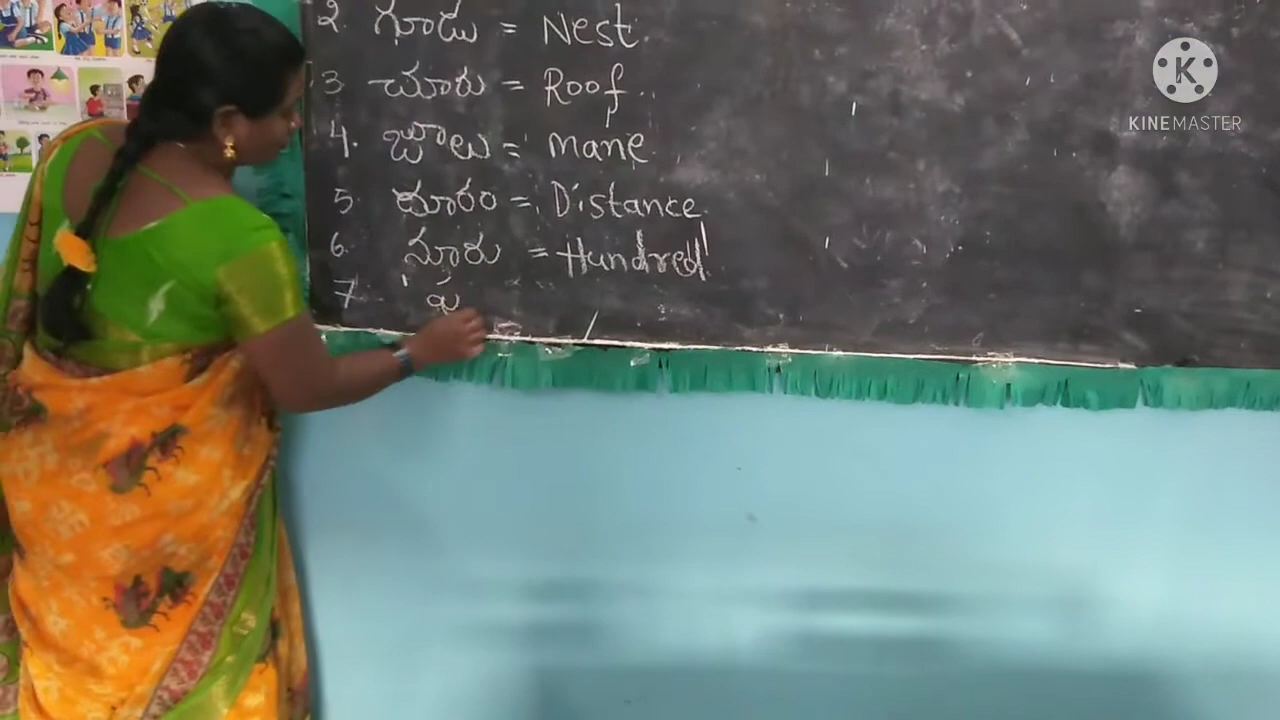 2. గూడు = Nest.
3 చూరు = Roof.
4. జూలు = Mane
5 దూరం = Distance
6 నూరు = Hundred
7
KINEMASTER